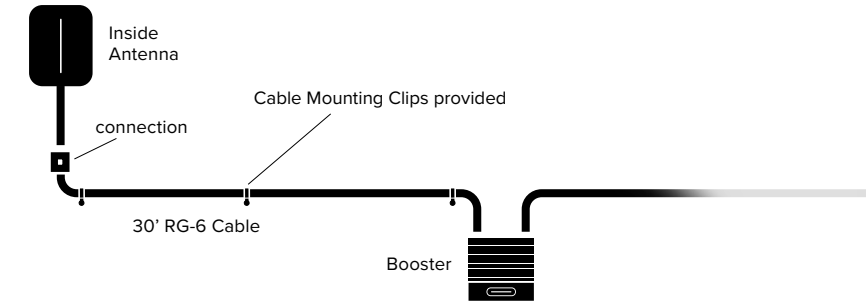 Inside
Antenna
Cable Mounting Clips provided
connection
30’ RG-6 Cable
Booster